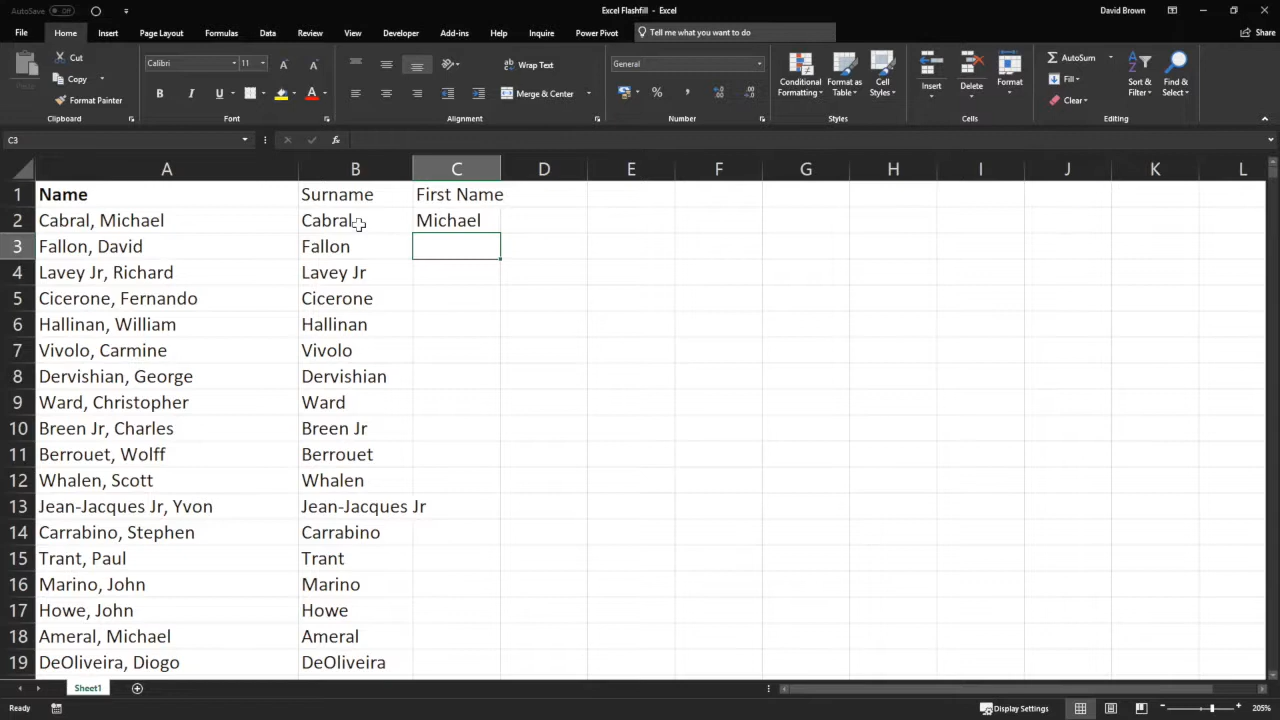 AutoSave Off
Excel Flashfill - Excel
David Brown
File Home Insert Page Layout Formulas Data Review View Developer Add-ins Help Inquire Power Pivot Tell me what you want to do Share
Cut
Copy
Format Painter
Clipboard
Calibri 11
B I U A
Font
Wrap Text
Merge & Center
Alignment
General
%
Number
Conditional Formatting
Format as Table
Cell Styles
Styles
Insert
Delete
Format
Cells
AutoSum
Fill
Clear
Sort & Filter
Find & Select
Editing
C3 fx
A B C D E F G H I J K L
1 Name Surname First Name
2 Cabral, Michael Cabral Michael
3 Fallon, David Fallon
4 Lavey Jr, Richard Lavey Jr
5 Cicerone, Fernando Cicerone
6 Hallinan, William Hallinan
7 Vivolo, Carmine Vivolo
8 Dervishian, George Dervishian
9 Ward, Christopher Ward
10 Breen Jr, Charles Breen Jr
11 Berrouet, Wolff Berrouet
12 Whalen, Scott Whalen
13 Jean-Jacques Jr, Yvon Jean-Jacques Jr
14 Carrabino, Stephen Carrabino
15 Trant, Paul Trant
16 Marino, John Marino
17 Howe, John Howe
18 Ameral, Michael Ameral
19 DeOliveira, Diogo DeOliveira
Sheet1
Ready
Display Settings
205%